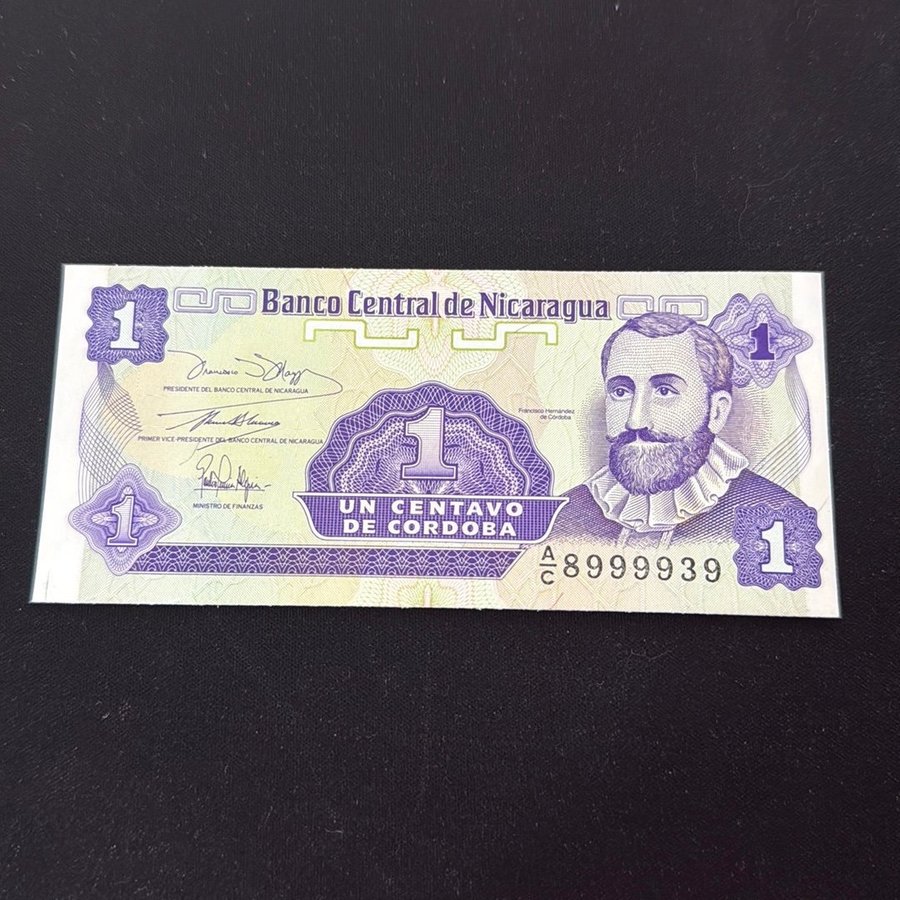 1
Banco Central de Nicaragua
1
PRESIDENTE DEL BANCO CENTRAL DE NICARAGUA
PRIMER VICE-PRESIDENTE DEL BANCO CENTRAL DE NICARAGUA
MINISTRO DE FINANZAS
1
Francisco Hernández
de Córdoba
1
UN CENTAVO
DE CORDOBA
A/C 8999939
1